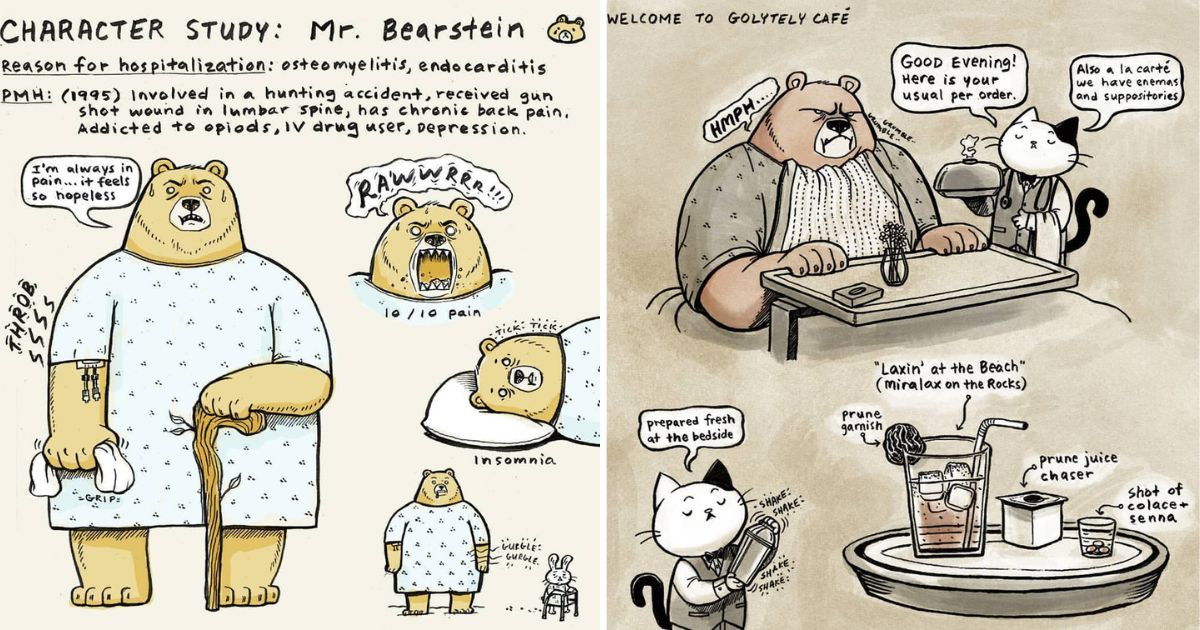 CHARACTER STUDY: Mr. Bearstein
Reason for hospitalization: osteomyelitis, endocarditis
PMH: (1995) Involved in a hunting accident, received gun
shot wound in lumbar spine, has chronic back pain.
Addicted to opiods, IV drug user, Depression.
I'm always in
pain... it feels
so hopeless
THROB
SSSS
-GRIP-
RAWWRRR!!!
10/10 pain
TICK- TICK-
Insomnia
GURGLE-
GURGLE-
WELCOME TO GOLYTELY CAFÉ
HMPH...
GRUMBLE-
GRUMBLE-
GOOD EVENING!
Here is your
usual per order.
Also a la carté
we have enemas
and suppositories
prepared fresh
at the bedside
-SHAKE-
SHAKE-
SHAKE
SHAKE-
"Laxin' at the Beach"
(miralax on the Rocks)
prune
garnish
prune juice
chaser
shot of
colace+
senna